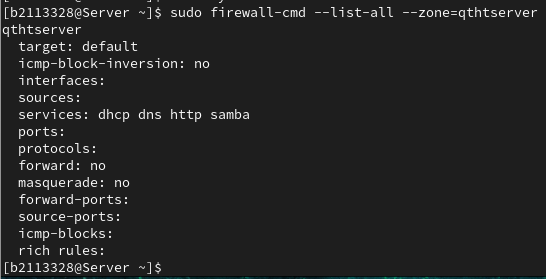 [b2113328@Server ~]$ sudo firewall-cmd --list-all --zone=qthtserver
qthtserver
  target: default
  icmp-block-inversion: no
  interfaces:
  sources:
  services: dhcp dns http samba
  ports:
  protocols:
  forward: no
  masquerade: no
  forward-ports:
  source-ports:
  icmp-blocks:
  rich rules:
[b2113328@Server ~]$